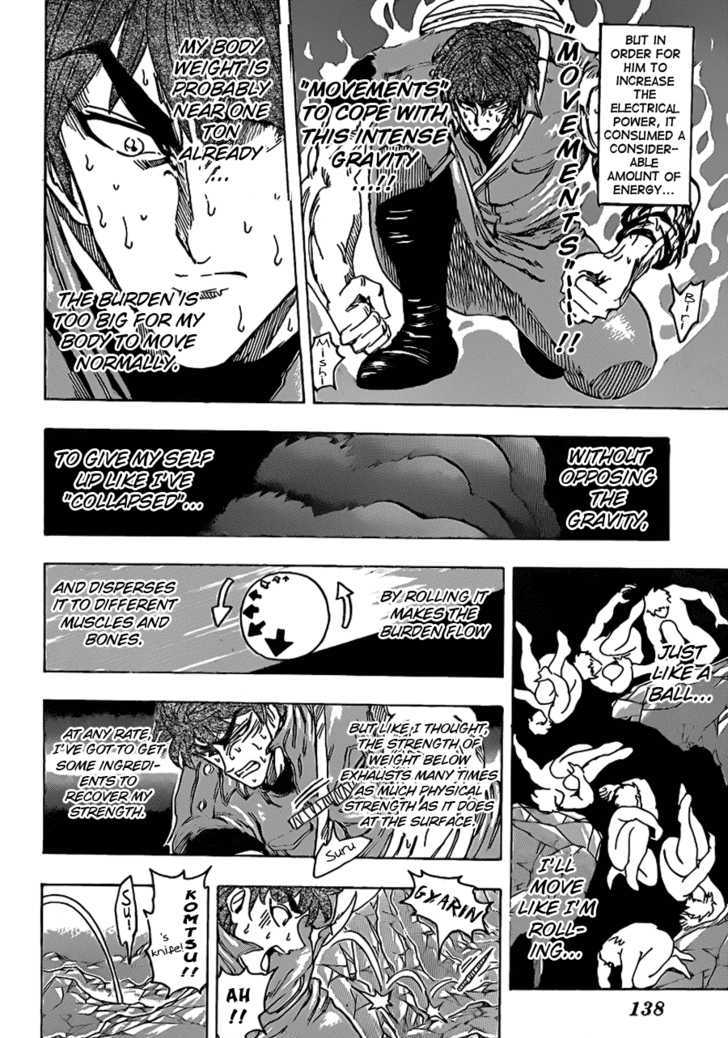 BUT IN
ORDER FOR
HIM TO
INCREASE
THE
ELECTRICAL
POWER, IT
CONSUMED A
CONSIDER-
ABLE
AMOUNT OF
ENERGY...
"MOVEMENTS"
!!
"MOVEMENTS"
TO COPE WITH
THIS INTENSE
GRAVITY
...!!
BIRI
ISHI
MY BODY
WEIGHT IS
PROBABLY
NEAR ONE
TON
ALREADY
...
THE BURDEN IS
TOO BIG FOR MY
BODY TO MOVE
NORMALLY.
WITHOUT
OPPOSING
THE
GRAVITY,
TO GIVE MY SELF
UP LIKE I'VE
"COLLAPSED"...
JUST
LIKE A
BALL...
I'LL
MOVE
LIKE I'M
ROLL-
ING...
BY ROLLING IT
MAKES THE
BURDEN FLOW
AND DISPERSES
IT TO DIFFERENT
MUSCLES AND
BONES.
BUT LIKE I THOUGHT,
THE STRENGTH OF
WEIGHT BELOW
EXHAUSTS MANY TIMES
AS MUCH PHYSICAL
STRENGTH AS IT DOES
AT THE SURFACE.
AT ANY RATE,
I'VE GOT TO GET
SOME INGREDI-
ENTS TO
RECOVER MY
STRENGTH.
Suru
GYARIN
AH
!!
KOMTSU!!
's
knife!
SUI
138